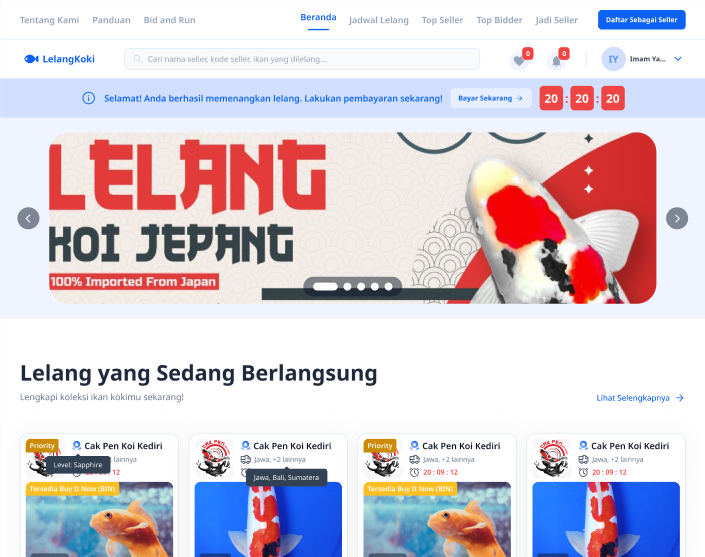 Tentang Kami Panduan Bid and Run Beranda Jadwal Lelang Top Seller Top Bidder Jadi Seller Daftar Sebagai Seller
LelangKoki Cari nama seller, kode seller, ikan yang dilelang... 0 0 IY Imam Ya...
Selamat! Anda berhasil memenangkan lelang. Lakukan pembayaran sekarang! Bayar Sekarang 20 : 20 : 20
LELANG
KOI JEPANG
100% Imported From Japan
Lelang yang Sedang Berlangsung
Lengkapi koleksi ikan kokimu sekarang! Lihat Selengkapnya
Priority Cak Pen Koi Kediri Cak Pen Koi Kediri Priority Cak Pen Koi Kediri Cak Pen Koi Kediri
Level: Sapphire lainnya Jawa, +2 lainnya Jawa, +2 lainnya Jawa, +2 lainnya
: 12 20 : 09 : 12 20 : 09 : 12
Jawa, Bali, Sumatera
Tersedia Buy It Now (BIN) Tersedia Buy It Now (BIN)